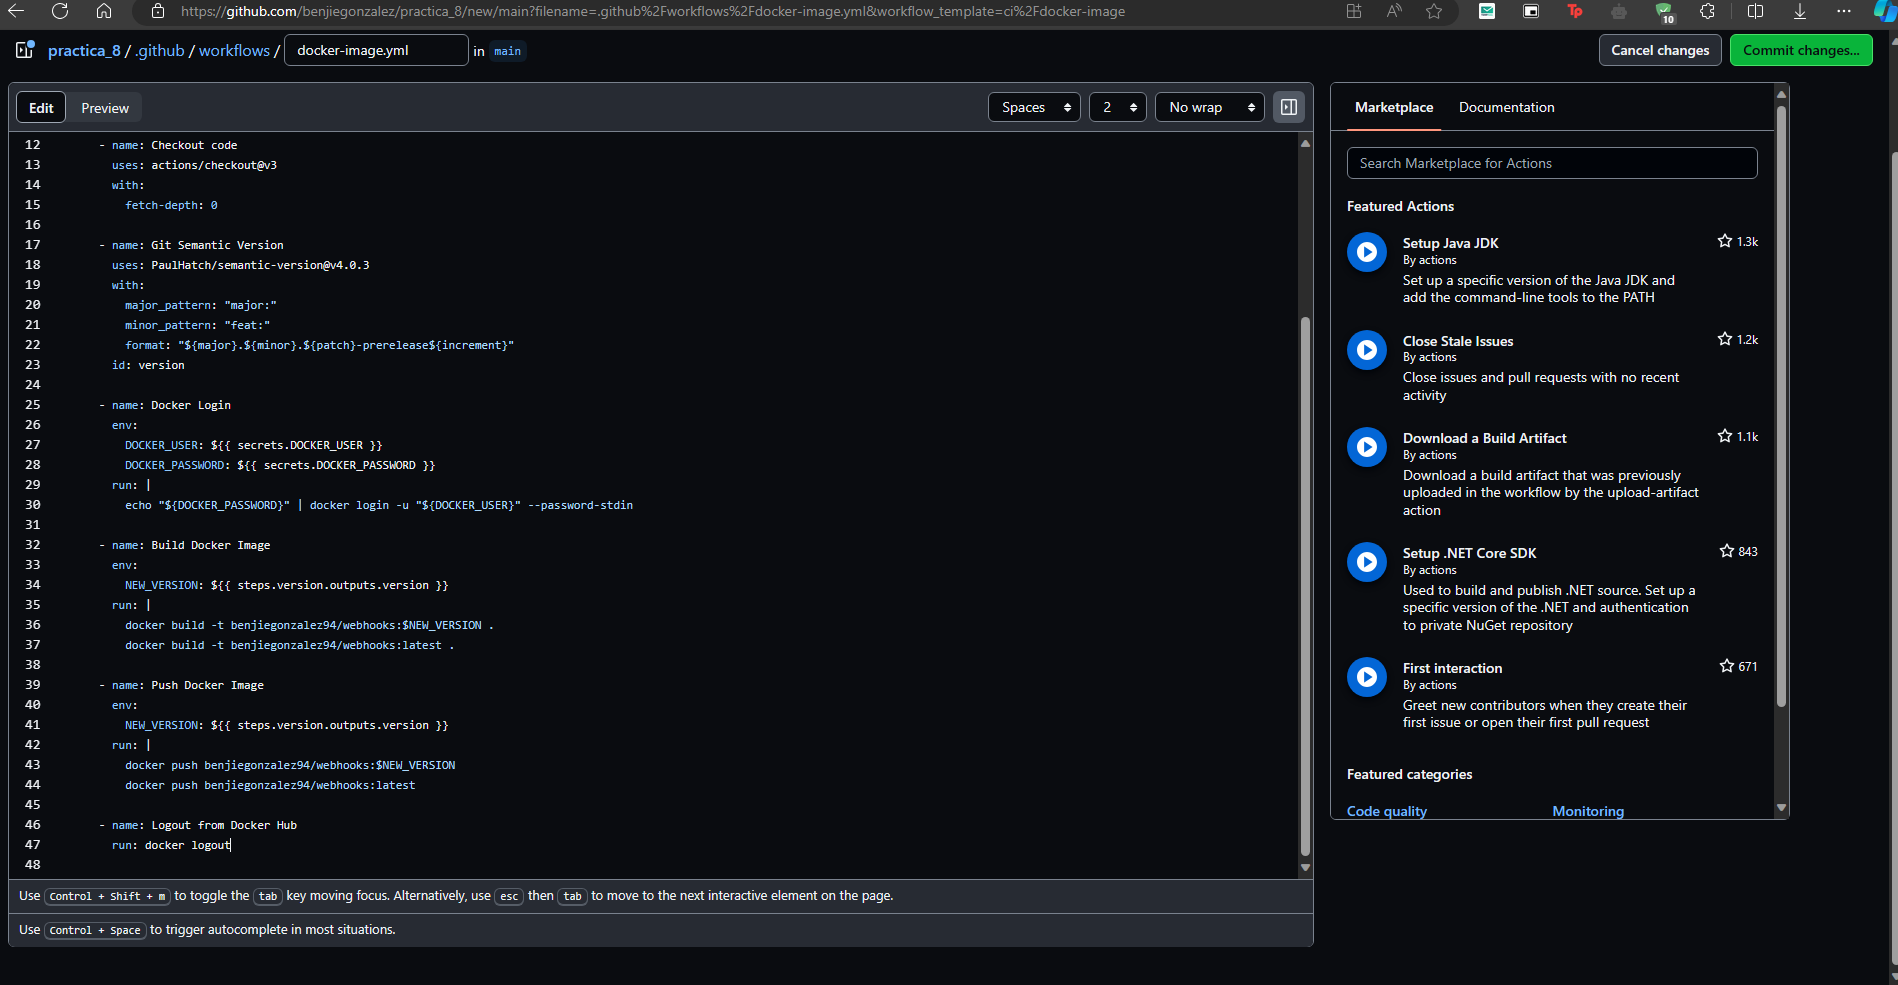 https://github.com/benjiegonzalez/practica_8/new/main?filename=.github%2Fworkflows%2Fdocker-image.yml&workflow_template=ci%2Fdocker-image
10
practica_8 / .github / workflows / docker-image.yml in main
Cancel changes
Commit changes...
Edit
Preview
Spaces
2
No wrap
12 - name: Checkout code
13 uses: actions/checkout@v3
14 with:
15 fetch-depth: 0
16
17 - name: Git Semantic Version
18 uses: PaulHatch/semantic-version@v4.0.3
19 with:
20 major_pattern: "major:"
21 minor_pattern: "feat:"
22 format: "${major}.${minor}.${patch}-prerelease${increment}"
23 id: version
24
25 - name: Docker Login
26 env:
27 DOCKER_USER: ${{ secrets.DOCKER_USER }}
28 DOCKER_PASSWORD: ${{ secrets.DOCKER_PASSWORD }}
29 run: |
30 echo "${DOCKER_PASSWORD}" | docker login -u "${DOCKER_USER}" --password-stdin
31
32 - name: Build Docker Image
33 env:
34 NEW_VERSION: ${{ steps.version.outputs.version }}
35 run: |
36 docker build -t benjiegonzalez94/webhooks:$NEW_VERSION .
37 docker build -t benjiegonzalez94/webhooks:latest .
38
39 - name: Push Docker Image
40 env:
41 NEW_VERSION: ${{ steps.version.outputs.version }}
42 run: |
43 docker push benjiegonzalez94/webhooks:$NEW_VERSION
44 docker push benjiegonzalez94/webhooks:latest
45
46 - name: Logout from Docker Hub
47 run: docker logout
48
Use Control + Shift + m to toggle the tab key moving focus. Alternatively, use esc then tab to move to the next interactive element on the page.
Use Control + Space to trigger autocomplete in most situations.
Marketplace
Documentation
Search Marketplace for Actions
Featured Actions
Setup Java JDK 1.3k
By actions
Set up a specific version of the Java JDK and
add the command-line tools to the PATH
Close Stale Issues 1.2k
By actions
Close issues and pull requests with no recent
activity
Download a Build Artifact 1.1k
By actions
Download a build artifact that was previously
uploaded in the workflow by the upload-artifact
action
Setup .NET Core SDK 843
By actions
Used to build and publish .NET source. Set up a
specific version of the .NET and authentication
to private NuGet repository
First interaction 671
By actions
Greet new contributors when they create their
first issue or open their first pull request
Featured categories
Code quality
Monitoring